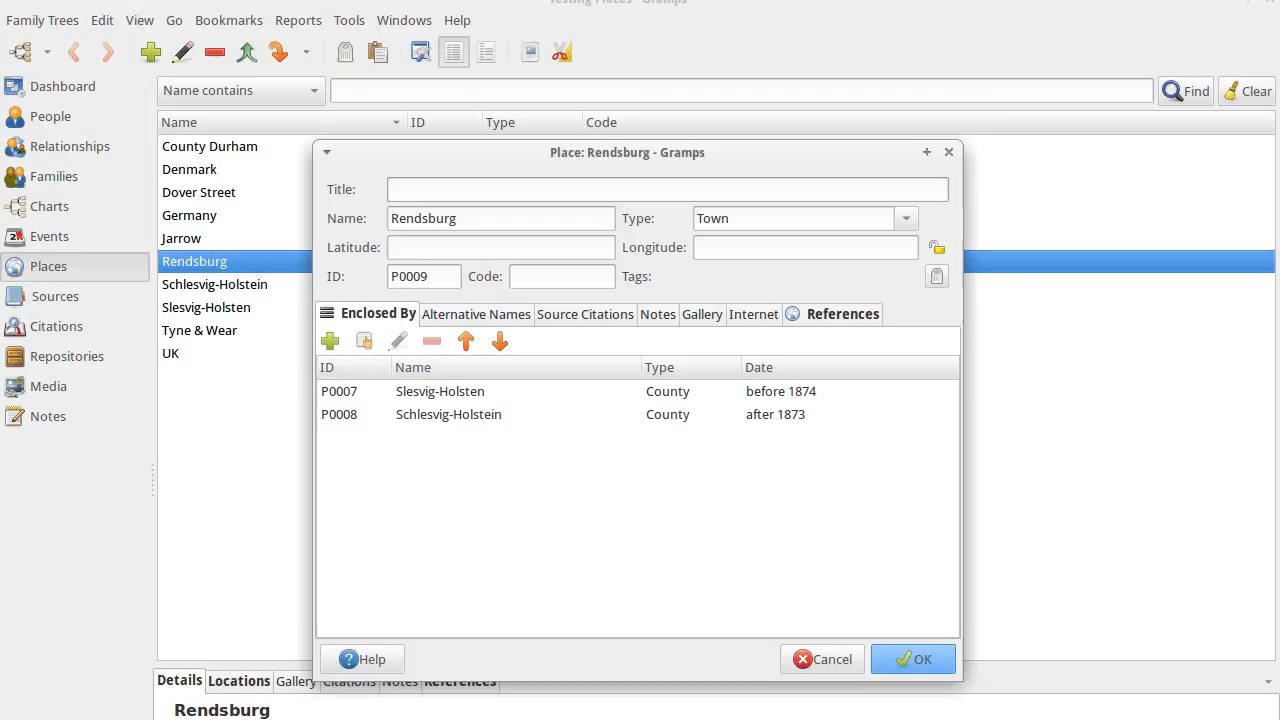 Testing Places - Gramps
Family Trees Edit View Go Bookmarks Reports Tools Windows Help
Dashboard
People
Relationships
Families
Charts
Events
Places
Sources
Citations
Repositories
Media
Notes
Name contains Find Clear
Name ID Type Code
County Durham
Denmark
Dover Street
Germany
Jarrow
Rendsburg
Schlesvig-Holstein
Slesvig-Holsten
Tyne & Wear
UK
Place: Rendsburg - Gramps
Title:
Name: Rendsburg Type: Town
Latitude: Longitude:
ID: P0009 Code: Tags:
Enclosed By Alternative Names Source Citations Notes Gallery Internet References
ID Name Type Date
P0007 Slesvig-Holsten County before 1874
P0008 Schlesvig-Holstein County after 1873
Help Cancel OK
Details Locations Gallery Citations Notes References
Rendsburg